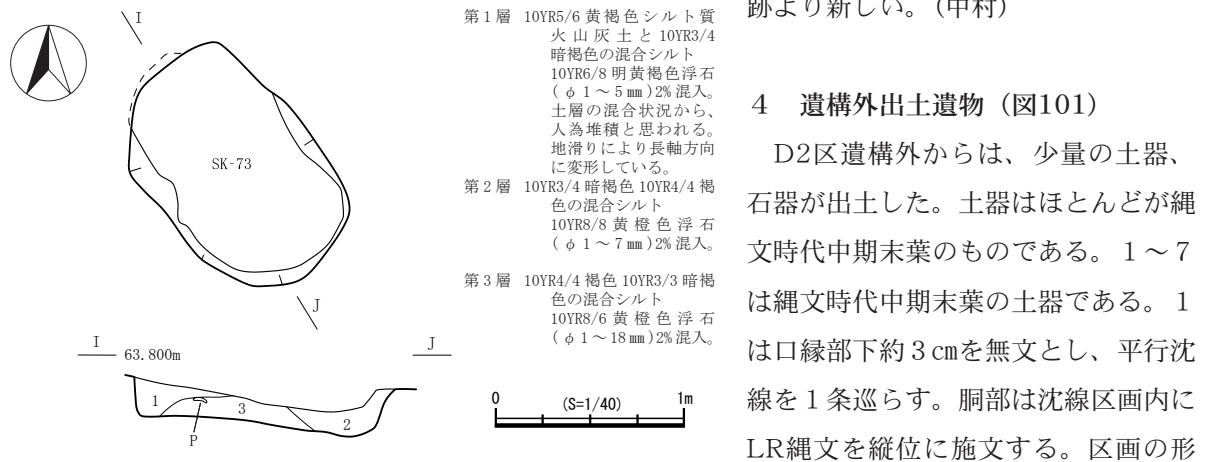 I
SK-73
J
I
63.800m
J
1
3
2
P
第1層 10YR5/6 黄褐色シルト質
火山灰土と10YR3/4
暗褐色の混合シルト
10YR6/8 明黄褐色浮石
(φ1～5㎜)2%混入。
土層の混合状況から、
人為堆積と思われる。
地滑りにより長軸方向
に変形している。
第2層 10YR3/4 暗褐色 10YR4/4 褐
色の混合シルト
10YR8/8 黄橙色浮石
(φ1～7㎜)2%混入。
第3層 10YR4/4 褐色 10YR3/3 暗褐
色の混合シルト
10YR8/6 黄橙色浮石
(φ1～18㎜)2%混入。
0 (S=1/40) 1m
跡より新しい。（中村）
4 遺構外出土遺物（図101）
D2区遺構外からは、少量の土器、
石器が出土した。土器はほとんどが縄
文時代中期末葉のものである。1～7
は縄文時代中期末葉の土器である。1
は口縁部下約3㎝を無文とし、平行沈
線を1条巡らす。胴部は沈線区画内に
LR縄文を縦位に施文する。区画の形